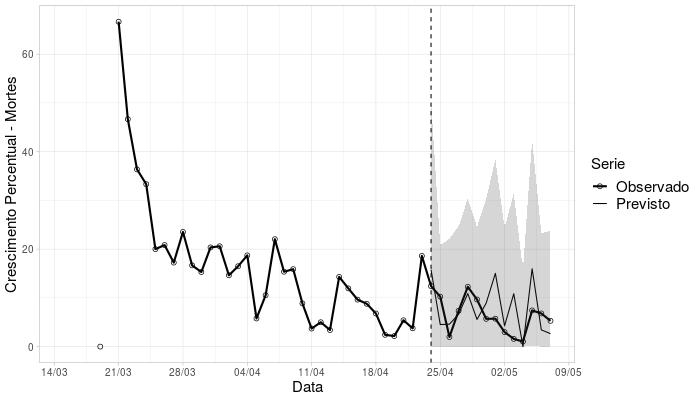 Crescimento Percentual - Mortes
60
40
20
0
14/03
21/03
28/03
04/04
11/04
18/04
25/04
02/05
09/05
Data
Serie
Observado
Previsto